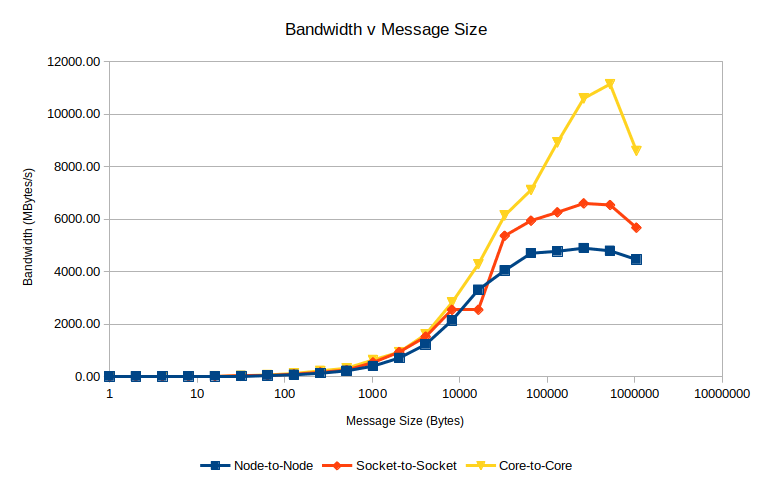 Bandwidth v Message Size
12000.00
10000.00
8000.00
6000.00
4000.00
2000.00
0.00
Bandwidth (MBytes/s)
1 10 100 1000 10000 100000 1000000 10000000
Message Size (Bytes)
Node-to-Node Socket-to-Socket Core-to-Core